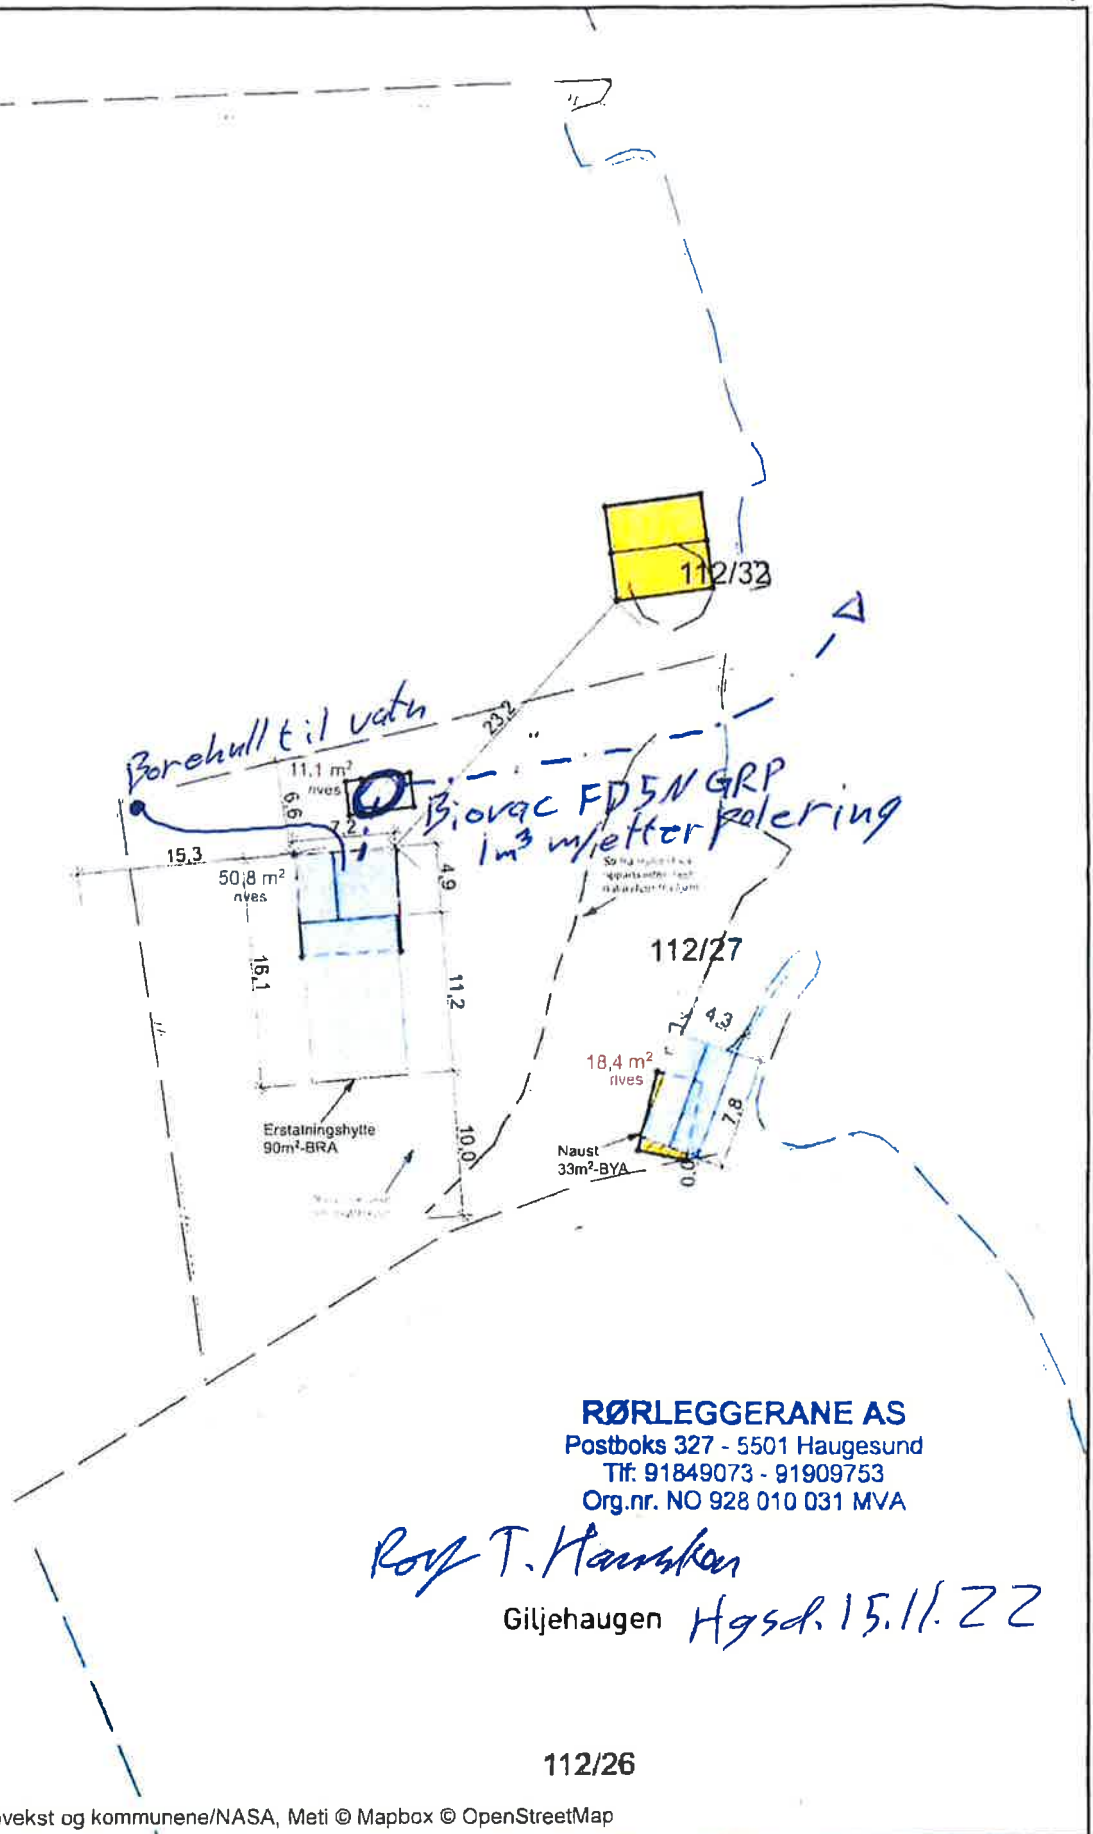 112/32
23,2
Borehull til vatn
11,1 m²
rives
6,6
7,2
Biovac FD5N GRP
1m³ m/etterpolering
15,3
50,8 m²
rives
4,9
16,1
11,2
112/27
4,3
18,4 m²
rives
7,8
Erstatningshytte
90m²-BRA
10,0
Naust
33m²-BYA
0,0
RØRLEGGERANE AS
Postboks 327 - 5501 Haugesund
Tlf: 91849073 - 91909753
Org.nr. NO 928 010 031 MVA
T.
Giljehaugen Hgsd. 15.11.22
112/26
vekst og kommunene/NASA, Meti © Mapbox © OpenStreetMap